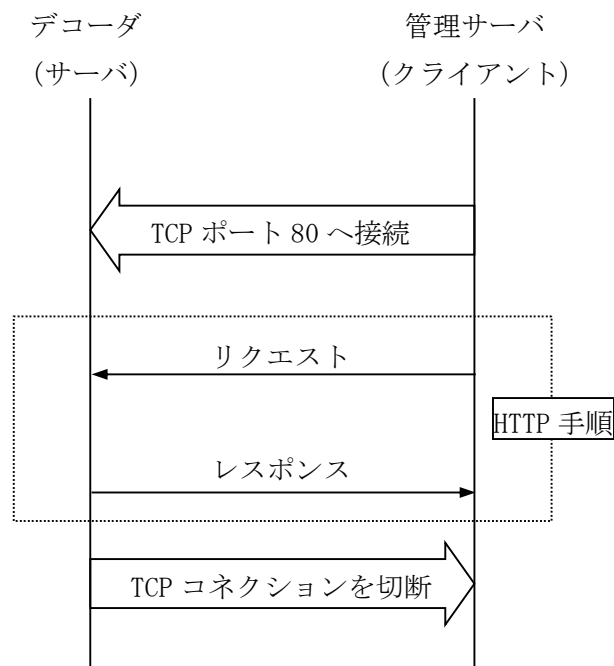 デコーダ
管理サーバ
(サーバ)
(クライアント)
TCP ポート 80 へ接続
リクエスト
HTTP 手順
レスポンス
TCP コネクションを切断